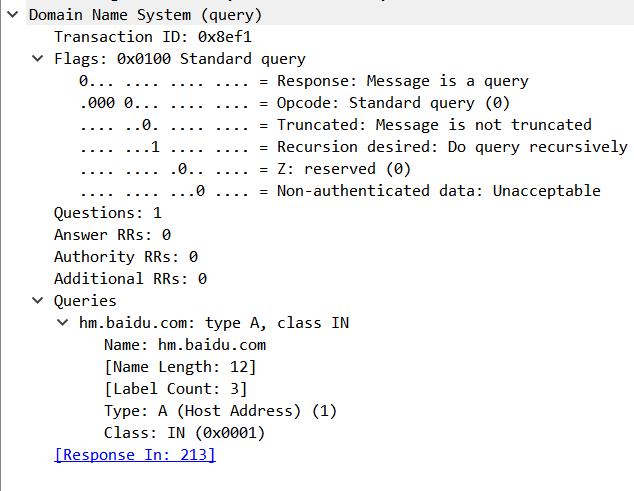 Domain Name System (query)
Transaction ID: 0x8ef1
Flags: 0x0100 Standard query
0... .... .... .... = Response: Message is a query
.000 0... .... .... = Opcode: Standard query (0)
.... ..0. .... .... = Truncated: Message is not truncated
.... ...1 .... .... = Recursion desired: Do query recursively
.... .... .0.. .... = Z: reserved (0)
.... .... ...0 .... = Non-authenticated data: Unacceptable
Questions: 1
Answer RRs: 0
Authority RRs: 0
Additional RRs: 0
Queries
hm.baidu.com: type A, class IN
Name: hm.baidu.com
[Name Length: 12]
[Label Count: 3]
Type: A (Host Address) (1)
Class: IN (0x0001)
[Response In: 213]